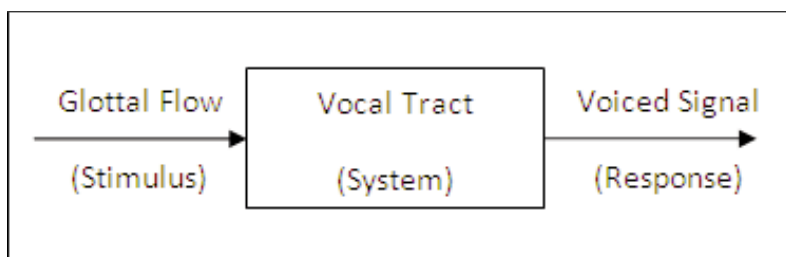 Glottal Flow
(Stimulus)
Vocal Tract
(System)
Voiced Signal
(Response)